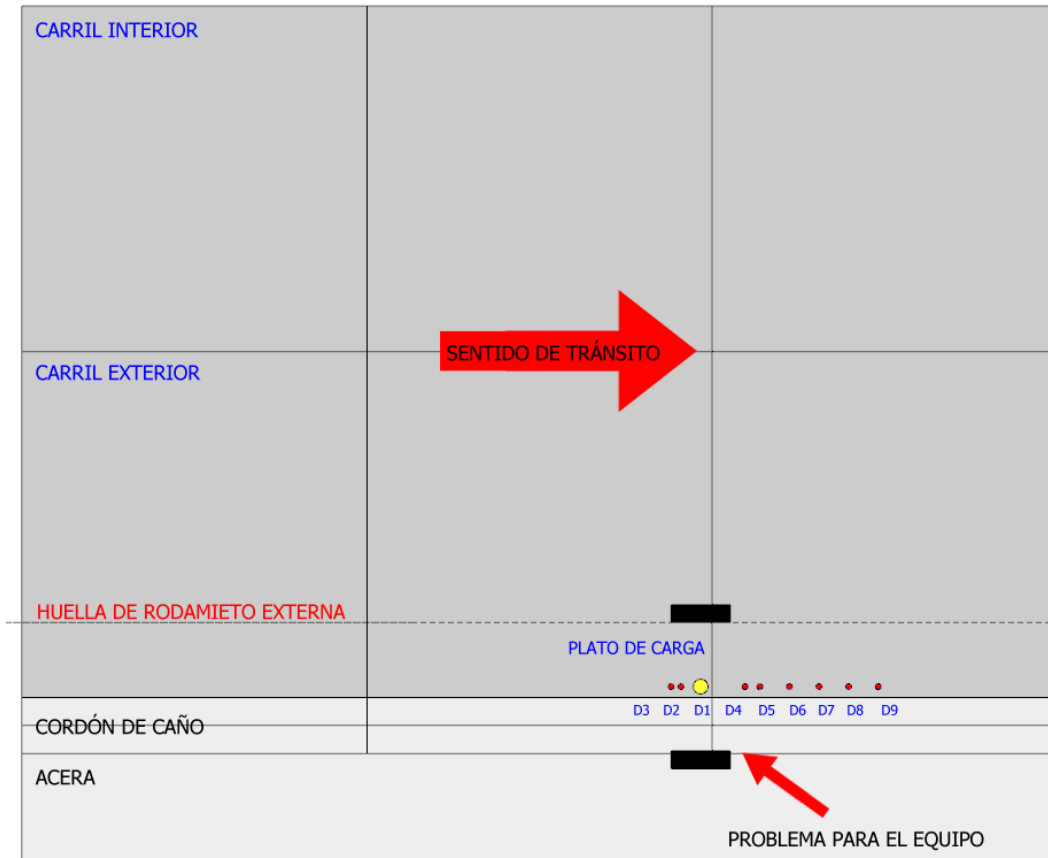 CARRIL INTERIOR
SENTIDO DE TRÁNSITO
CARRIL EXTERIOR
HUELLA DE RODAMIETO EXTERNA
PLATO DE CARGA
D3 D2 D1 D4 D5 D6 D7 D8 D9
CORDÓN DE CAÑO
ACERA
PROBLEMA PARA EL EQUIPO